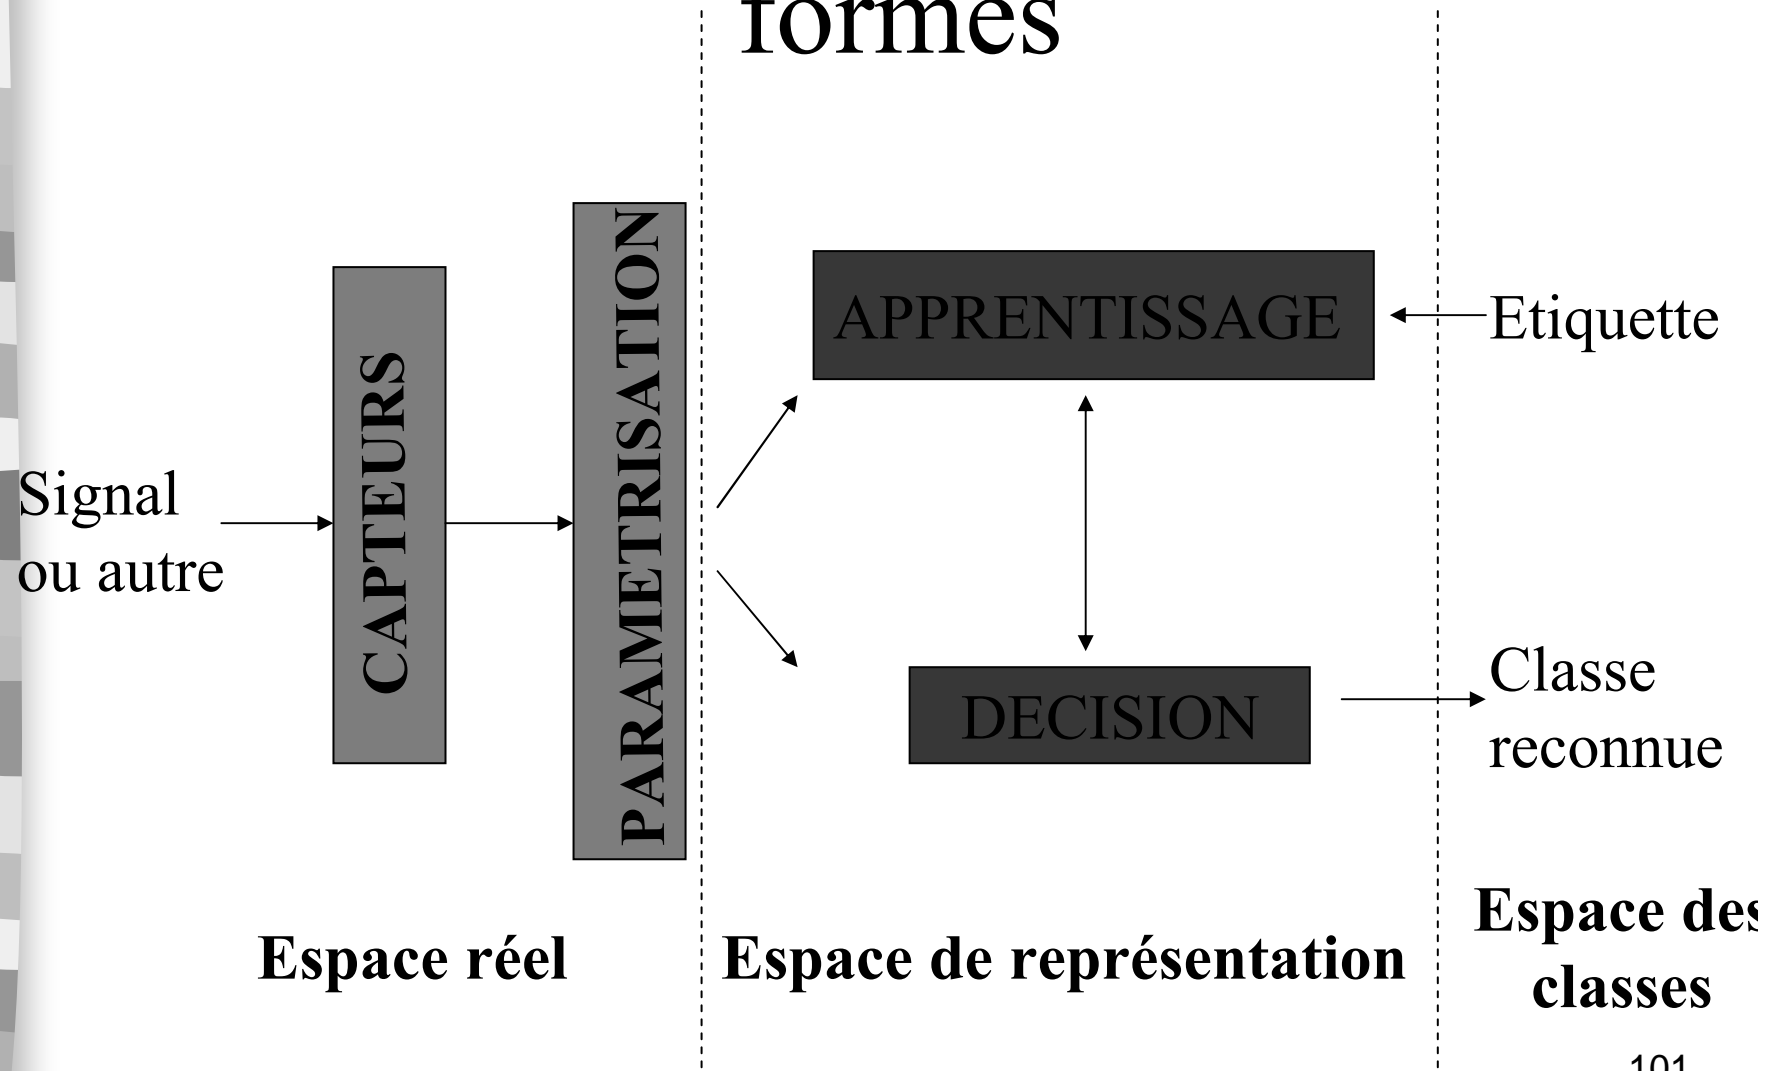 formes
CAPTEURS
PARAMETRISATION
APPRENTISSAGE
Etiquette
Signal
ou autre
DECISION
Classe
reconnue
Espace réel
Espace de représentation
Espace des
classes
101